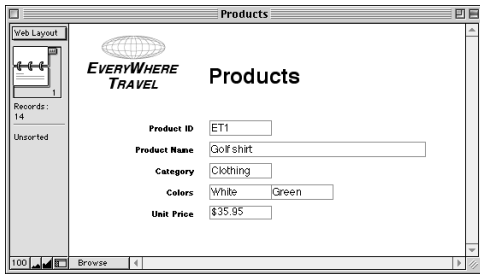 Products
Web Layout
1
Records:
14
Unsorted
EVERYWHERE
TRAVEL
Products
Product ID ET1
Product Name Golf shirt
Category Clothing
Colors White Green
Unit Price $35.95
100 Browse